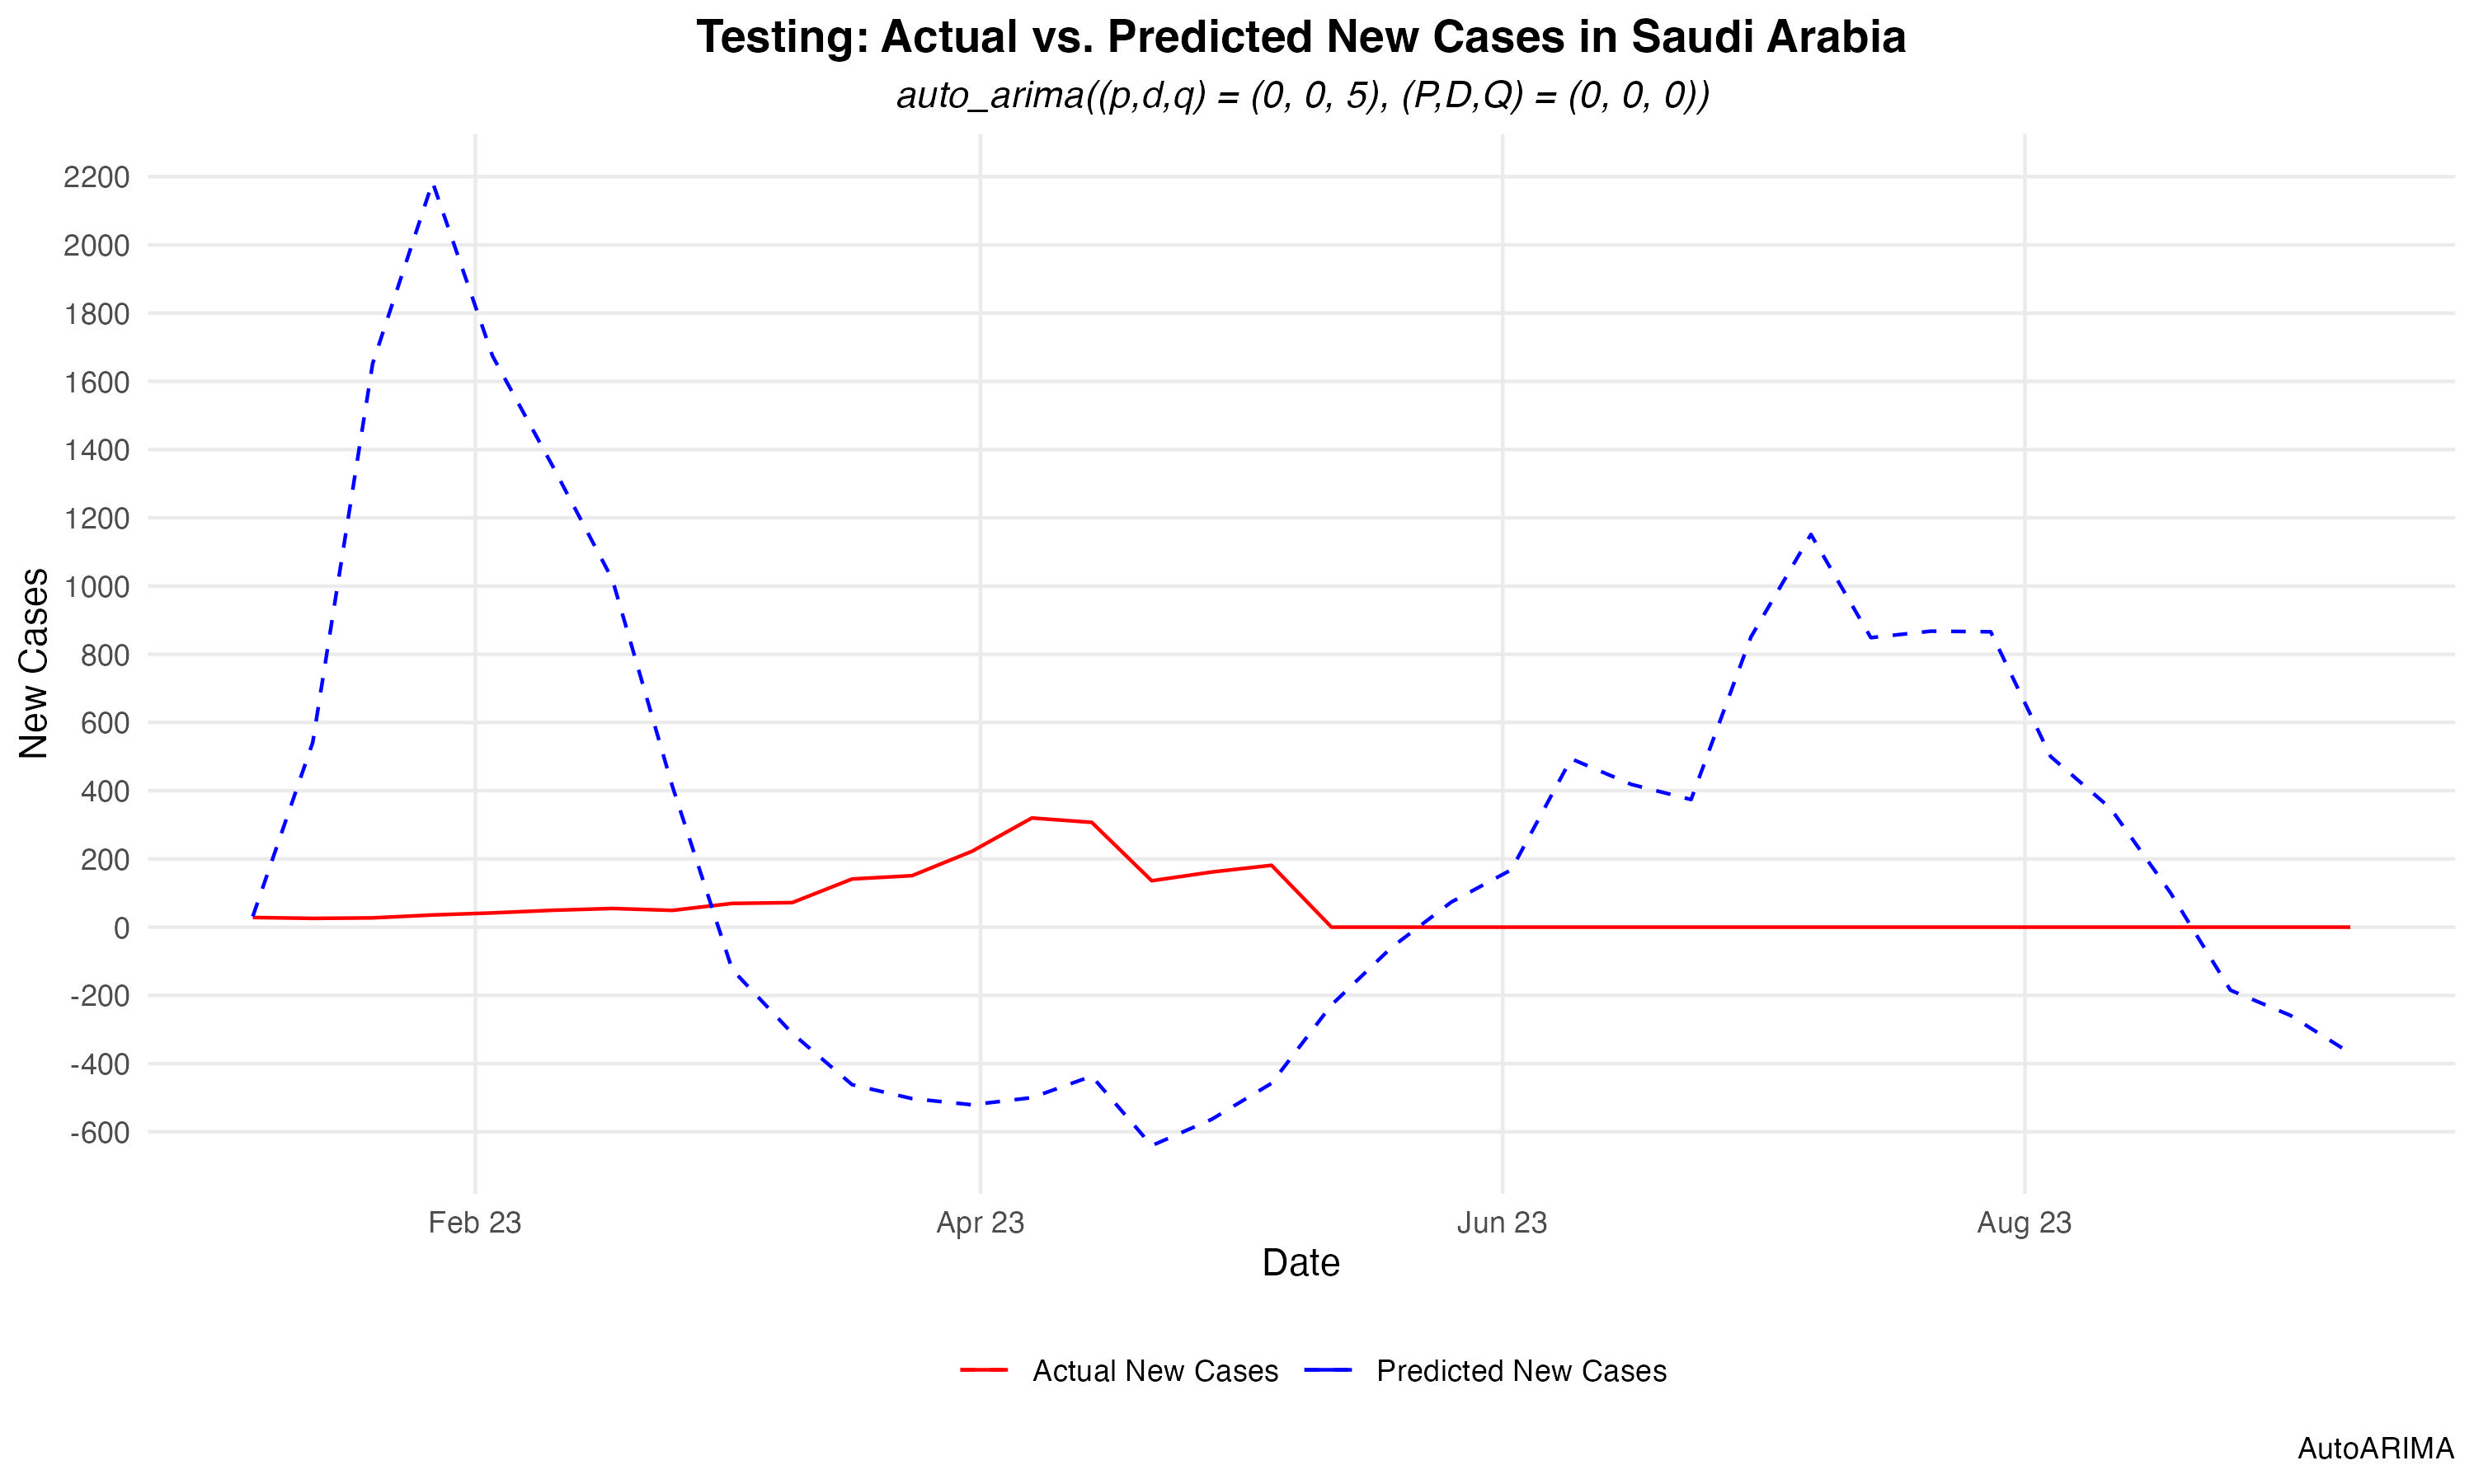 Testing: Actual vs. Predicted New Cases in Saudi Arabia
auto_arima((p,d,q) = (0, 0, 5), (P,D,Q) = (0, 0, 0))
New Cases
2200
2000
1800
1600
1400
1200
1000
800
600
400
200
0
-200
-400
-600
Feb 23 Apr 23 Jun 23 Aug 23
Date
Actual New Cases Predicted New Cases
AutoARIMA